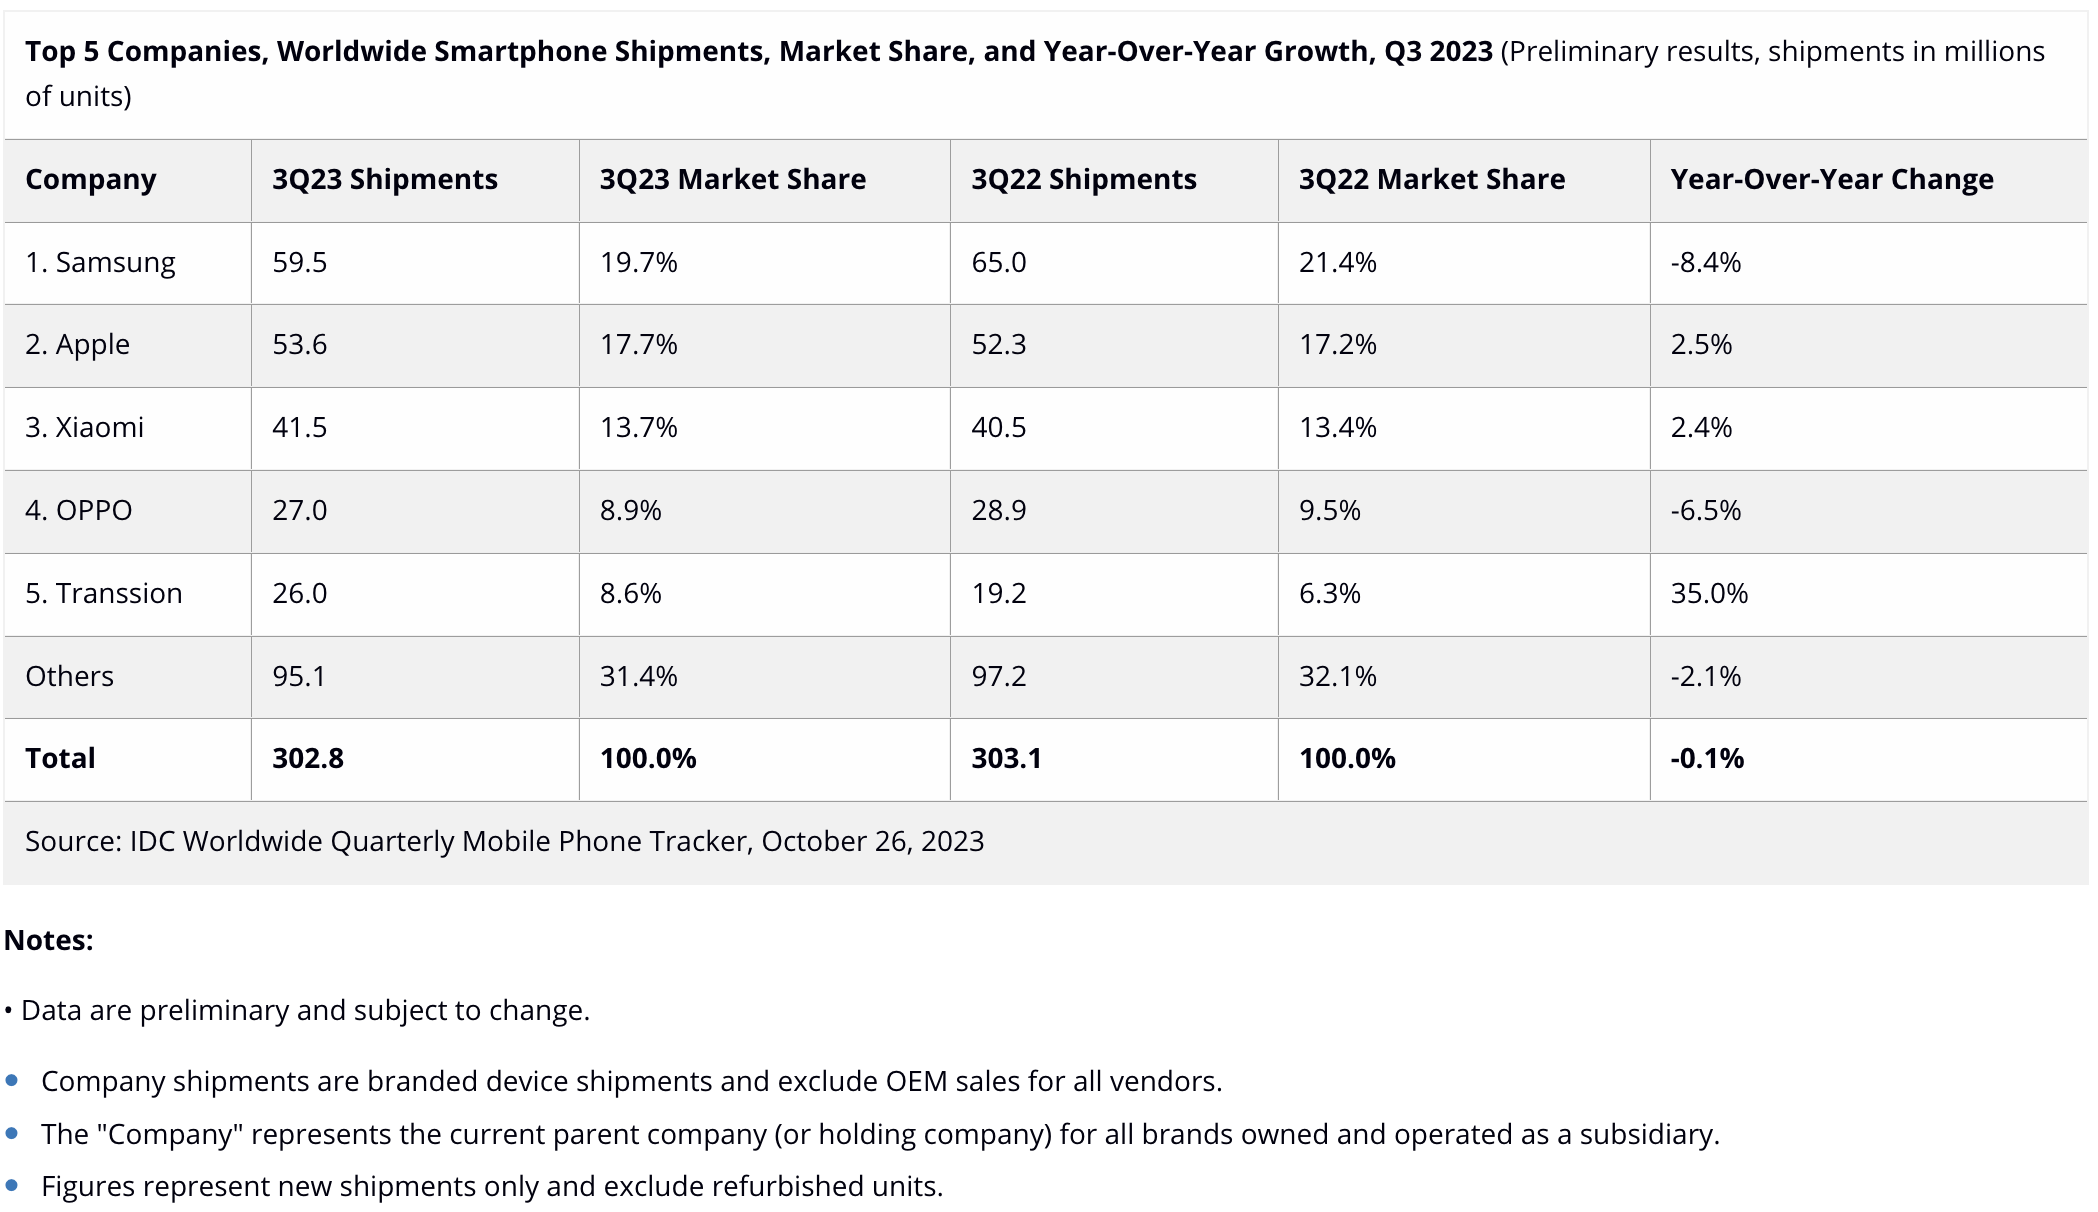 Top 5 Companies, Worldwide Smartphone Shipments, Market Share, and Year-Over-Year Growth, Q3 2023 (Preliminary results, shipments in millions
of units)
Company 3Q23 Shipments 3Q23 Market Share 3Q22 Shipments 3Q22 Market Share Year-Over-Year Change
1. Samsung 59.5 19.7% 65.0 21.4% -8.4%
2. Apple 53.6 17.7% 52.3 17.2% 2.5%
3. Xiaomi 41.5 13.7% 40.5 13.4% 2.4%
4. OPPO 27.0 8.9% 28.9 9.5% -6.5%
5. Transsion 26.0 8.6% 19.2 6.3% 35.0%
Others 95.1 31.4% 97.2 32.1% -2.1%
Total 302.8 100.0% 303.1 100.0% -0.1%
Source: IDC Worldwide Quarterly Mobile Phone Tracker, October 26, 2023
Notes:
• Data are preliminary and subject to change.
• Company shipments are branded device shipments and exclude OEM sales for all vendors.
• The "Company" represents the current parent company (or holding company) for all brands owned and operated as a subsidiary.
• Figures represent new shipments only and exclude refurbished units.